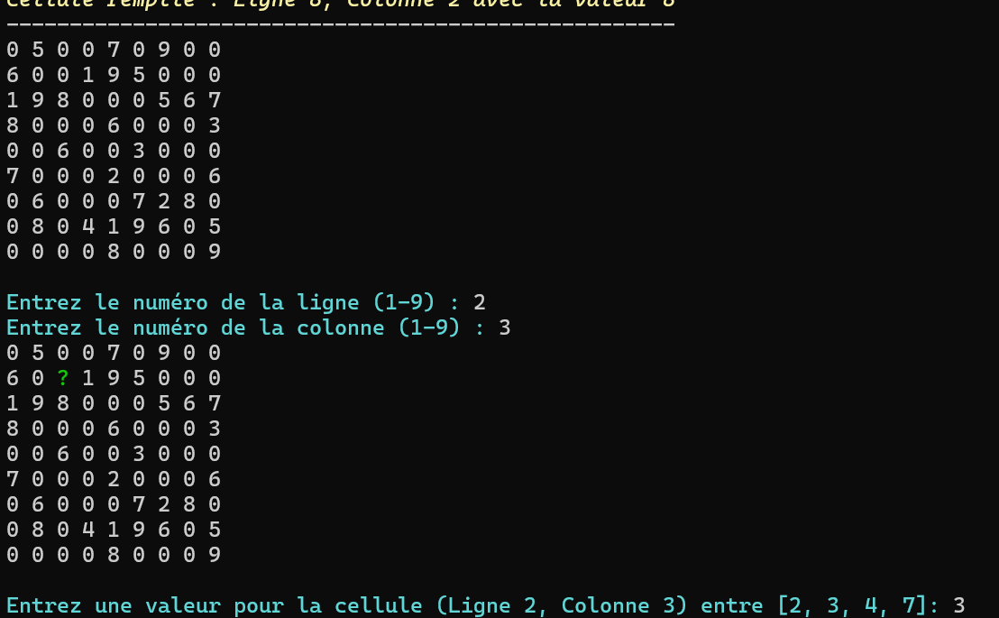 Cellule remplie : Ligne 8, Colonne 2 avec la valeur 8
-----------------------------------------------------
0 5 0 0 7 0 9 0 0
6 0 0 1 9 5 0 0 0
1 9 8 0 0 0 5 6 7
8 0 0 0 6 0 0 0 3
0 0 6 0 0 3 0 0 0
7 0 0 0 2 0 0 0 6
0 6 0 0 0 7 2 8 0
0 8 0 4 1 9 6 0 5
0 0 0 0 8 0 0 0 9
Entrez le numéro de la ligne (1-9) : 2
Entrez le numéro de la colonne (1-9) : 3
0 5 0 0 7 0 9 0 0
6 0 ? 1 9 5 0 0 0
1 9 8 0 0 0 5 6 7
8 0 0 0 6 0 0 0 3
0 0 6 0 0 3 0 0 0
7 0 0 0 2 0 0 0 6
0 6 0 0 0 7 2 8 0
0 8 0 4 1 9 6 0 5
0 0 0 0 8 0 0 0 9
Entrez une valeur pour la cellule (Ligne 2, Colonne 3) entre [2, 3, 4, 7]: 3